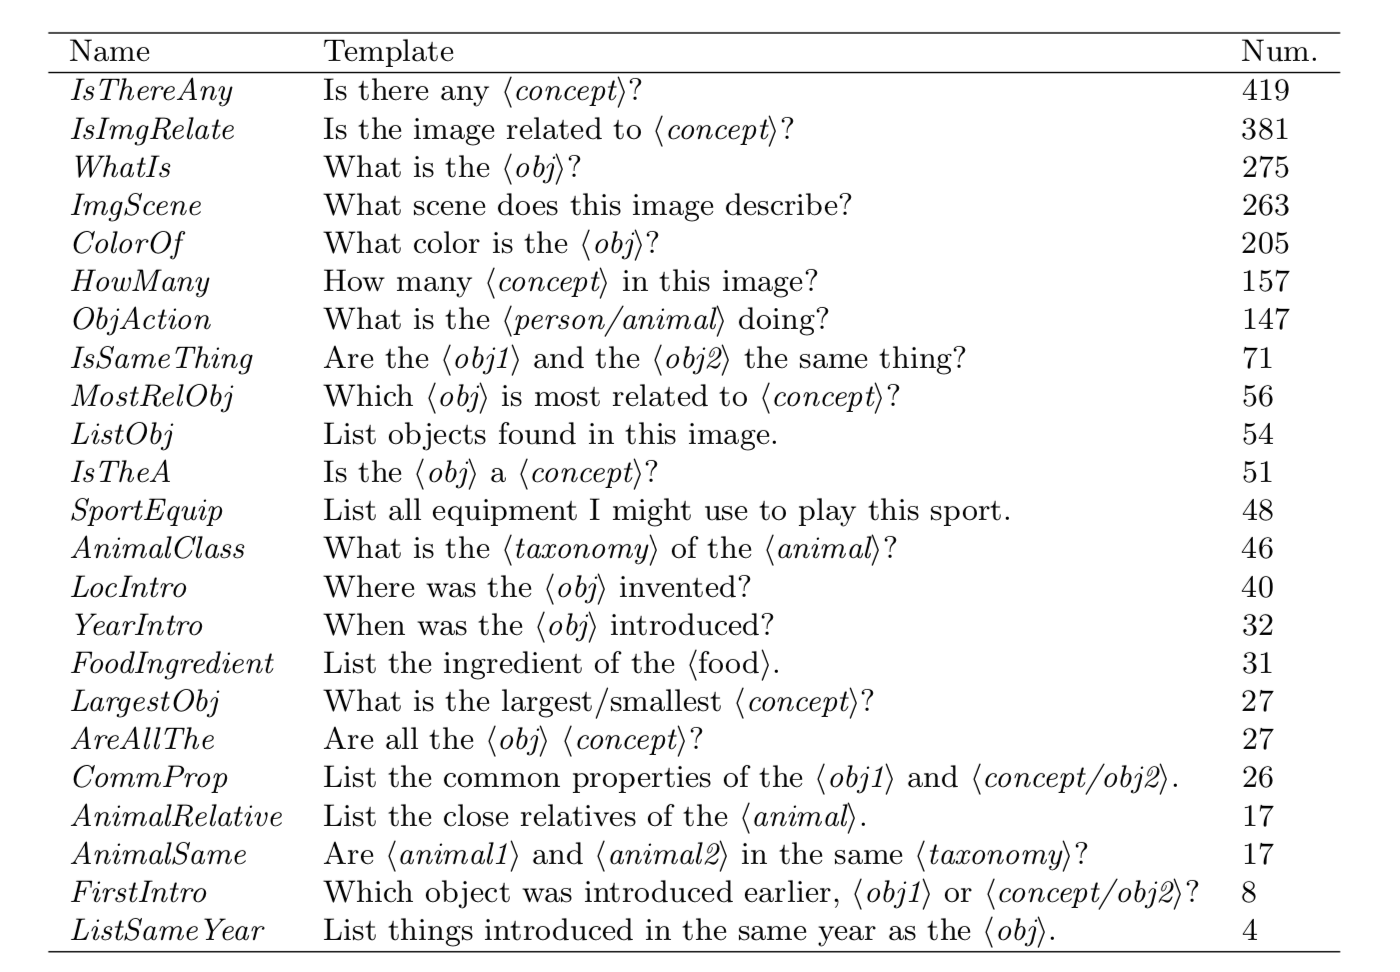 Name Template Num.
IsThereAny Is there any ⟨concept⟩? 419
IsImgRelate Is the image related to ⟨concept⟩? 381
WhatIs What is the ⟨obj⟩? 275
ImgScene What scene does this image describe? 263
ColorOf What color is the ⟨obj⟩? 205
HowMany How many ⟨concept⟩ in this image? 157
ObjAction What is the ⟨person/animal⟩ doing? 147
IsSameThing Are the ⟨obj1⟩ and the ⟨obj2⟩ the same thing? 71
MostRelObj Which ⟨obj⟩ is most related to ⟨concept⟩? 56
ListObj List objects found in this image. 54
IsTheA Is the ⟨obj⟩ a ⟨concept⟩? 51
SportEquip List all equipment I might use to play this sport. 48
AnimalClass What is the ⟨taxonomy⟩ of the ⟨animal⟩? 46
LocIntro Where was the ⟨obj⟩ invented? 40
YearIntro When was the ⟨obj⟩ introduced? 32
FoodIngredient List the ingredient of the ⟨food⟩. 31
LargestObj What is the largest/smallest ⟨concept⟩? 27
AreAllThe Are all the ⟨obj⟩ ⟨concept⟩? 27
CommProp List the common properties of the ⟨obj1⟩ and ⟨concept/obj2⟩. 26
AnimalRelative List the close relatives of the ⟨animal⟩. 17
AnimalSame Are ⟨animal1⟩ and ⟨animal2⟩ in the same ⟨taxonomy⟩? 17
FirstIntro Which object was introduced earlier, ⟨obj1⟩ or ⟨concept/obj2⟩? 8
ListSameYear List things introduced in the same year as the ⟨obj⟩. 4